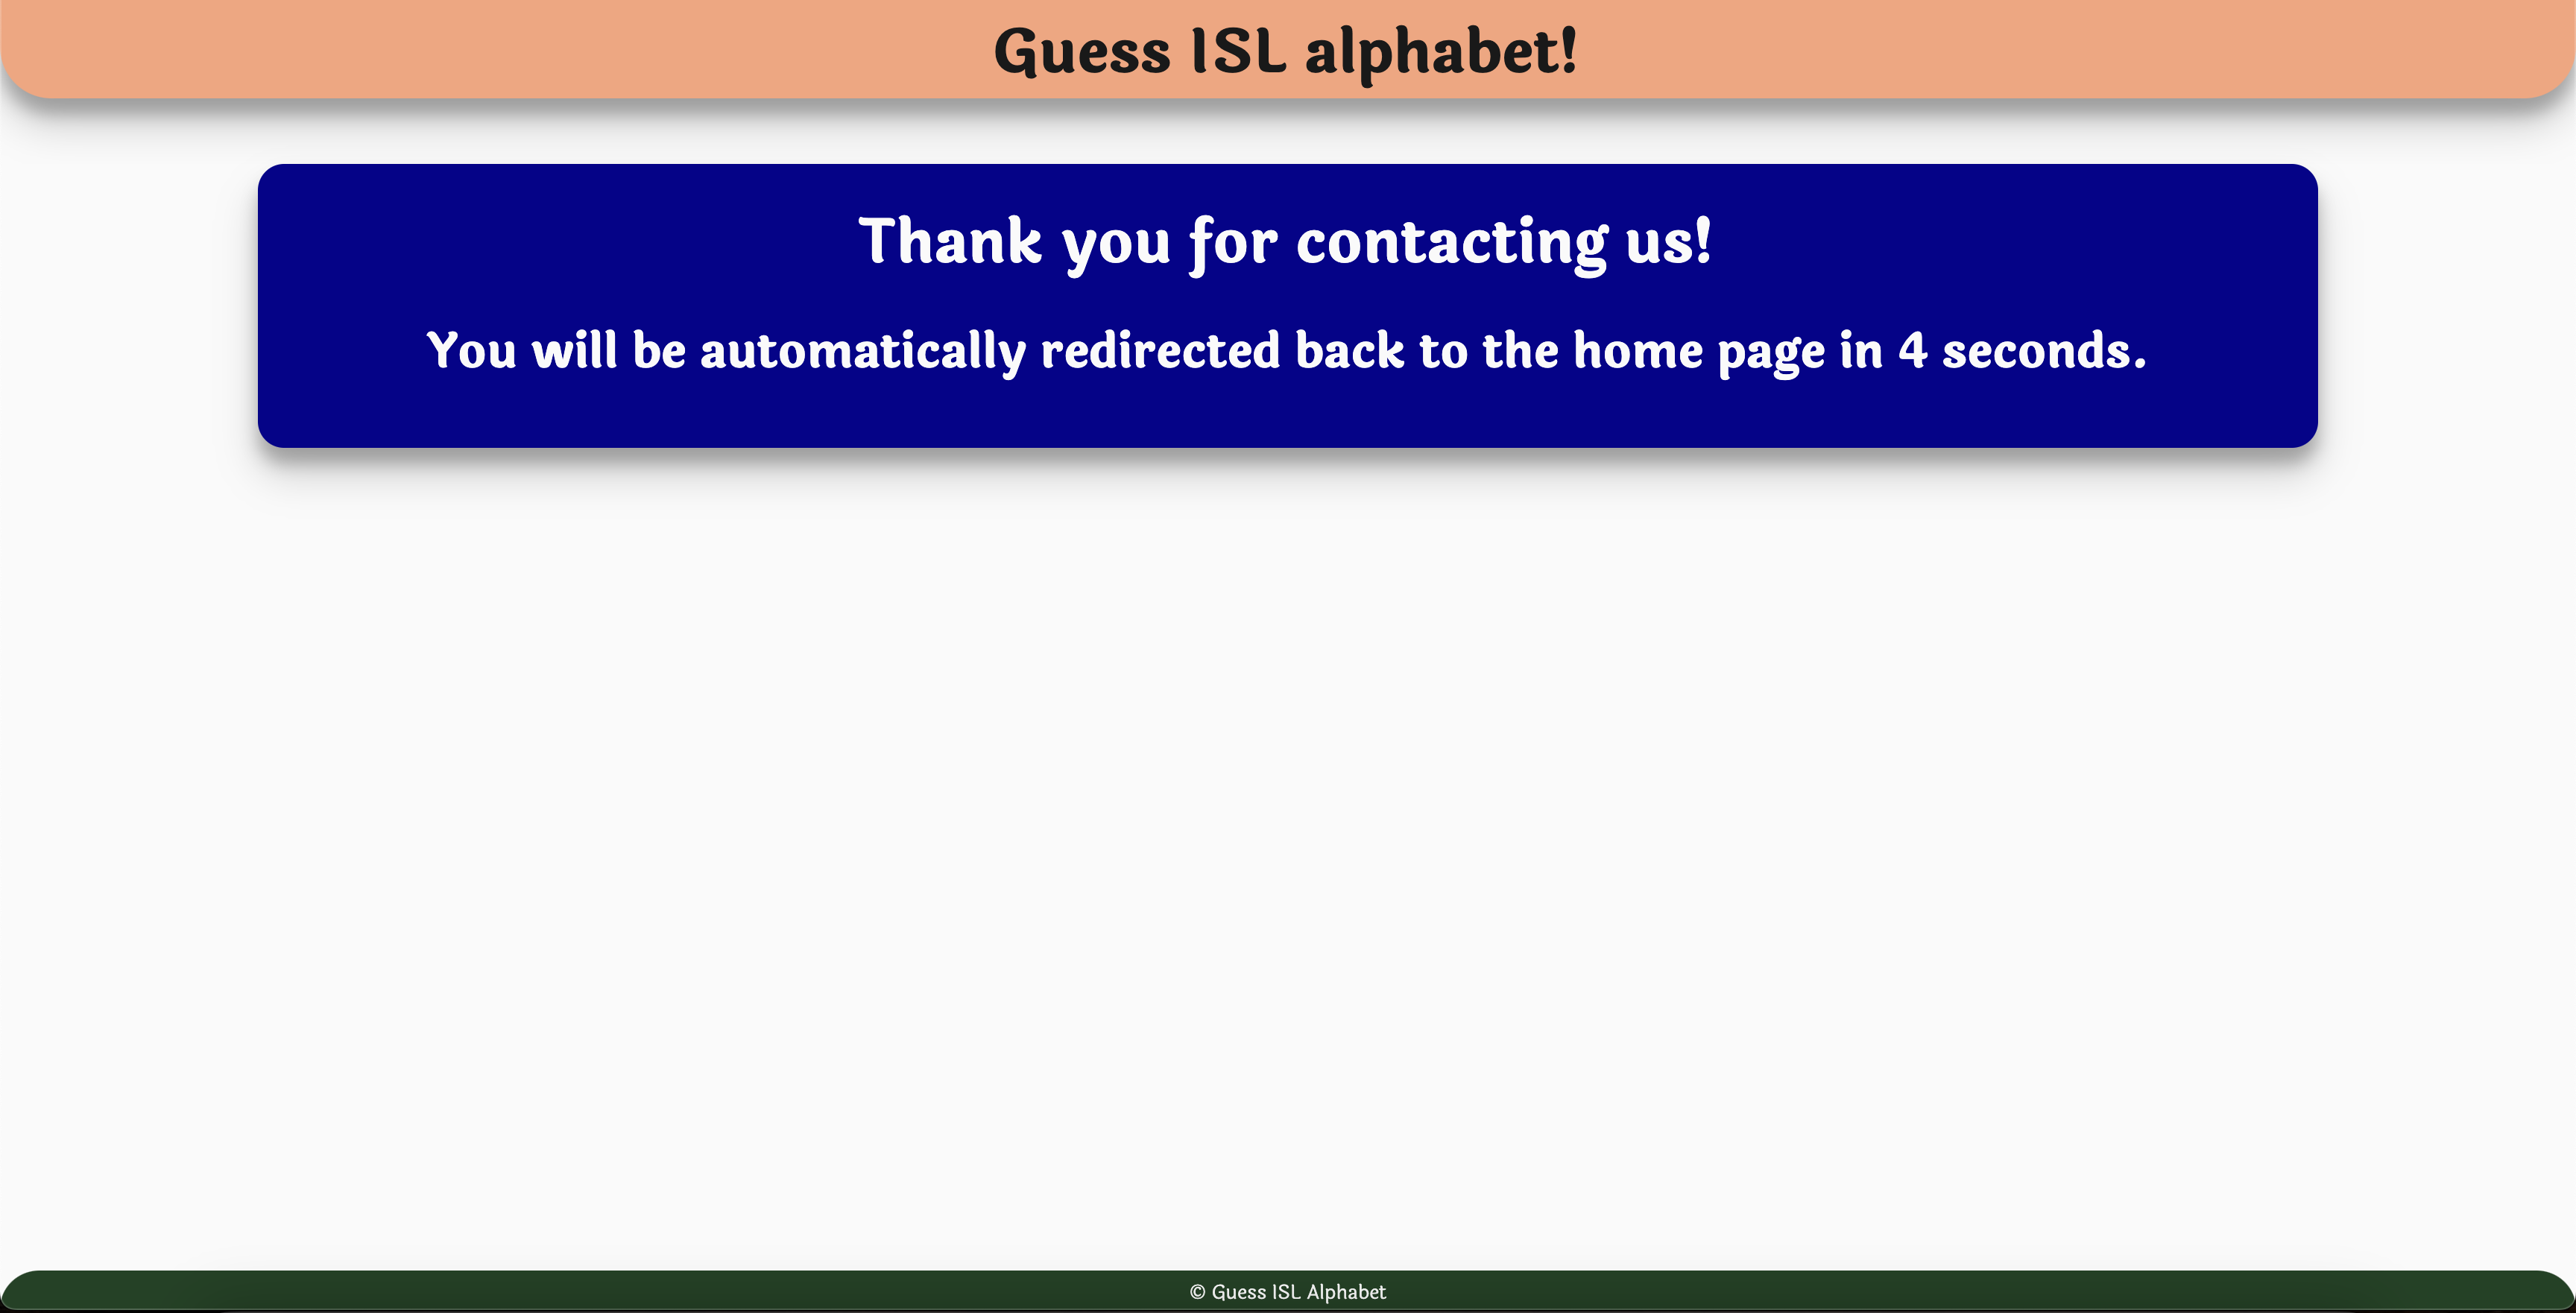 Guess ISL alphabet!
Thank you for contacting us!
You will be automatically redirected back to the home page in 4 seconds.
© Guess ISL Alphabet